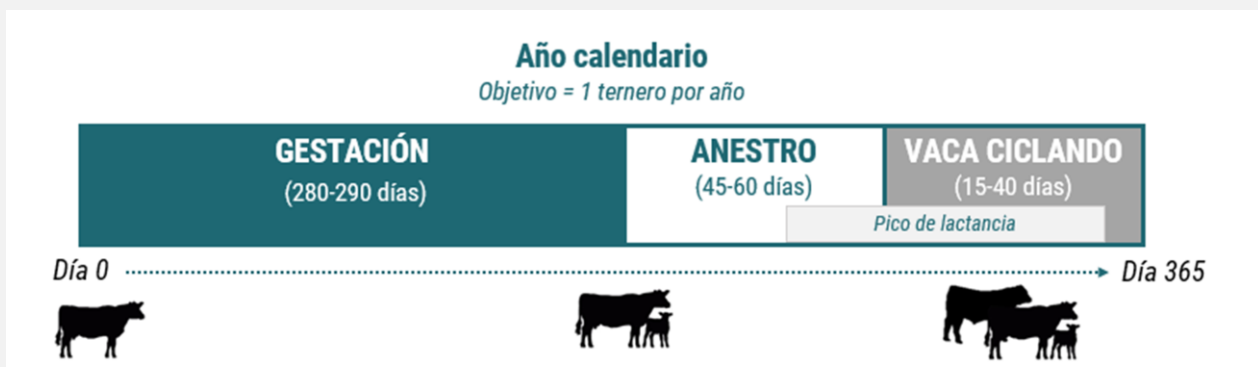 Año calendario
Objetivo = 1 ternero por año
GESTACIÓN
(280-290 días)
ANESTRO
(45-60 días)
VACA CICLANDO
(15-40 días)
Pico de lactancia
Día 0
Día 365